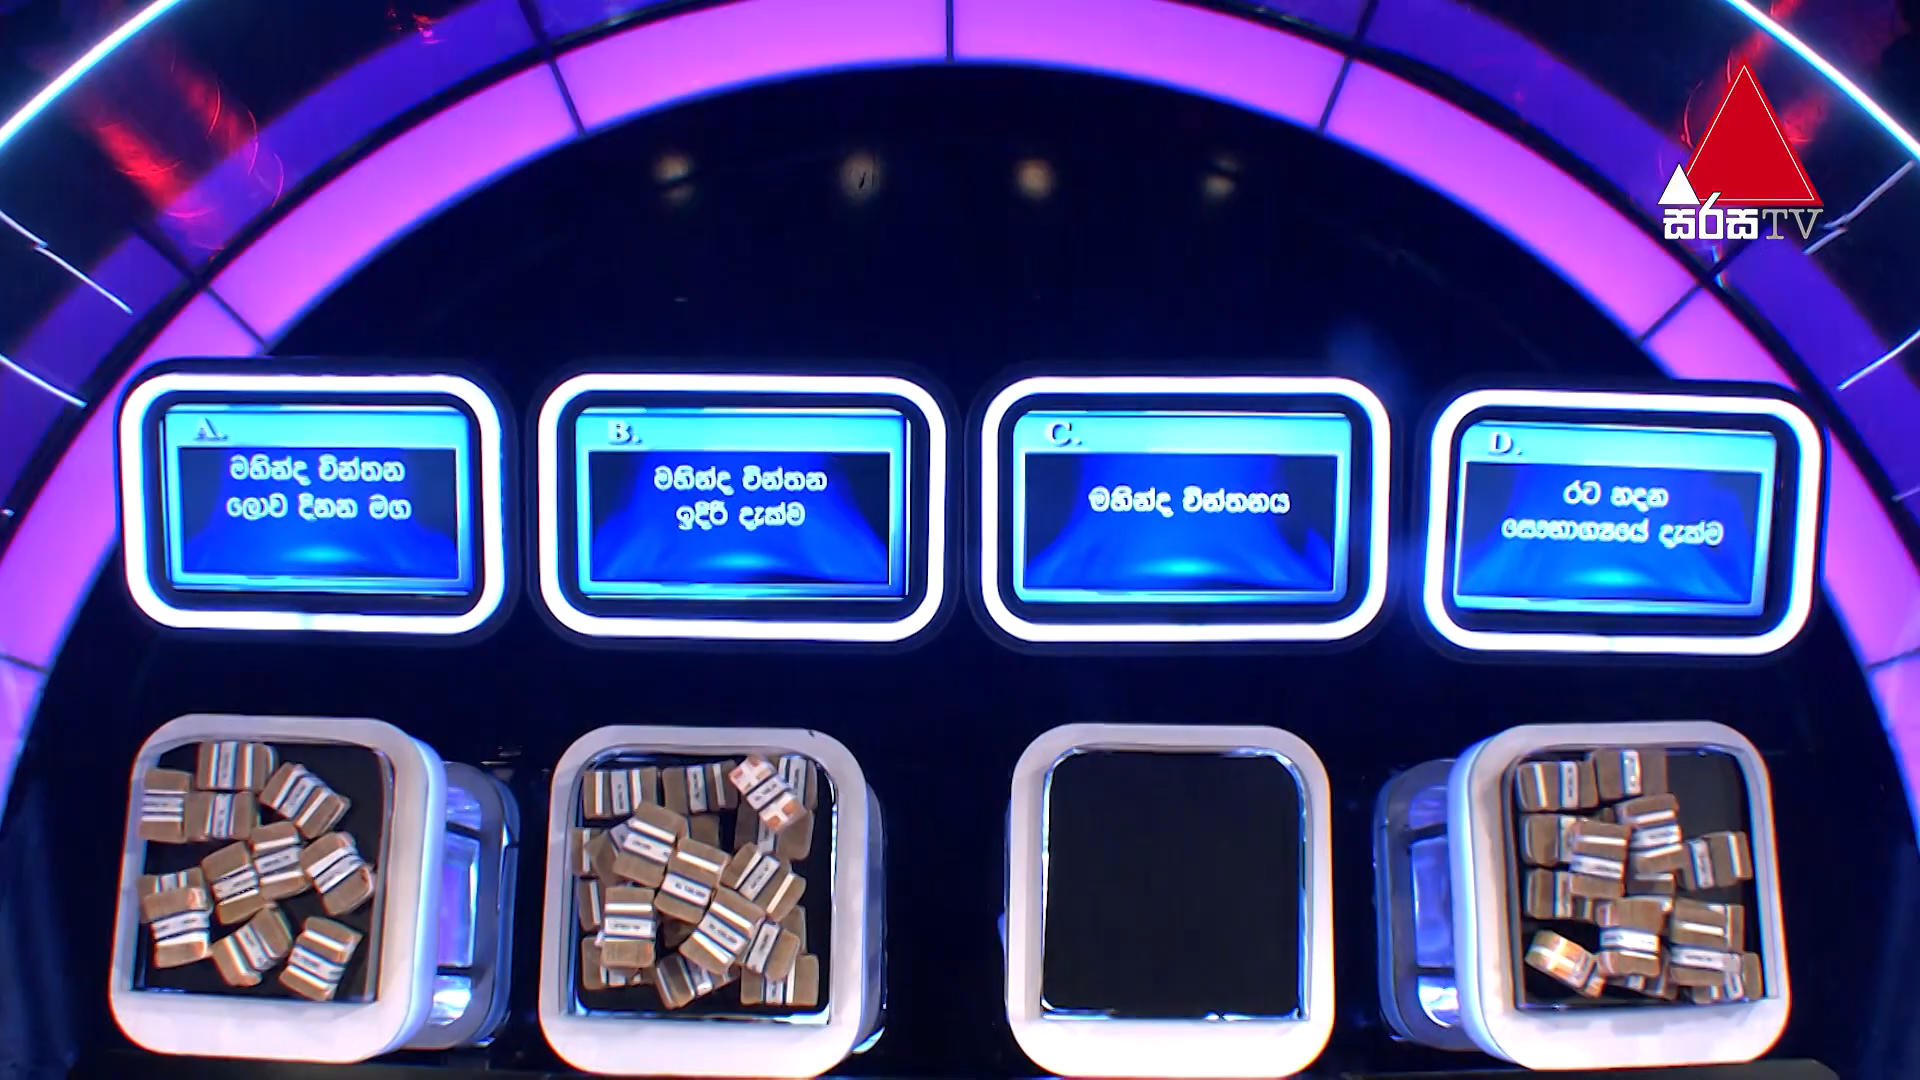 සිරස TV
A.
මහින්ද චින්තන
ලොව දිනන මග
B.
මහින්ද චින්තන
ඉදිරි දැක්ම
C.
මහින්ද චින්තනය
D.
රට හදන
සෞභාග්‍යයේ දැක්ම